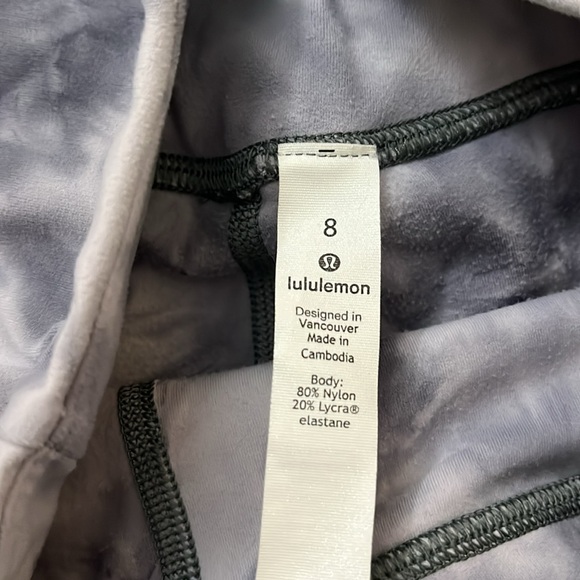 8
lululemon
Designed in
Vancouver
Made in
Cambodia
Body:
80% Nylon
20% Lycra®
elastane